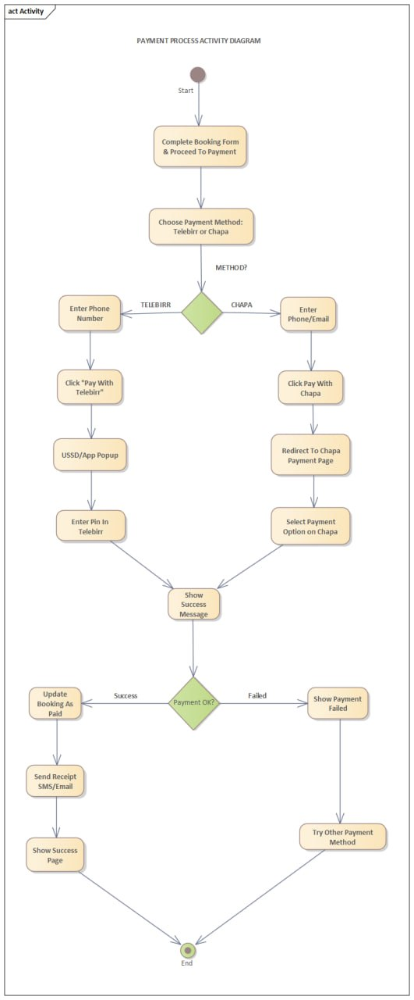 act Activity
PAYMENT PROCESS ACTIVITY DIAGRAM
Start
Complete Booking Form
& Proceed To Payment
Choose Payment Method:
Telebirr or Chapa
METHOD?
TELEBIRR
CHAPA
Enter Phone
Number
Enter
Phone/Email
Click "Pay With
Telebirr"
Click Pay With
Chapa
USSD/App Popup
Redirect To Chapa
Payment Page
Enter Pin In
Telebirr
Select Payment
Option on Chapa
Show
Success
Message
Payment OK?
Success
Failed
Update
Booking As
Paid
Show Payment
Failed
Send Receipt
SMS/Email
Try Other Payment
Method
Show Success
Page
End